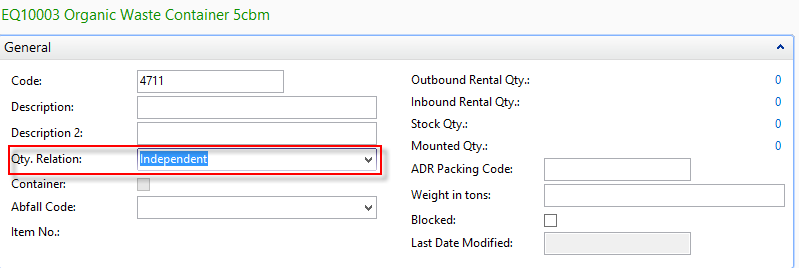 EQ10003 Organic Waste Container 5cbm
General
Code: 4711
Description:
Description 2:
Qty. Relation: Independent
Container:
Abfall Code:
Item No.:
Outbound Rental Qty.: 0
Inbound Rental Qty.: 0
Stock Qty.: 0
Mounted Qty.: 0
ADR Packing Code:
Weight in tons:
Blocked:
Last Date Modified: